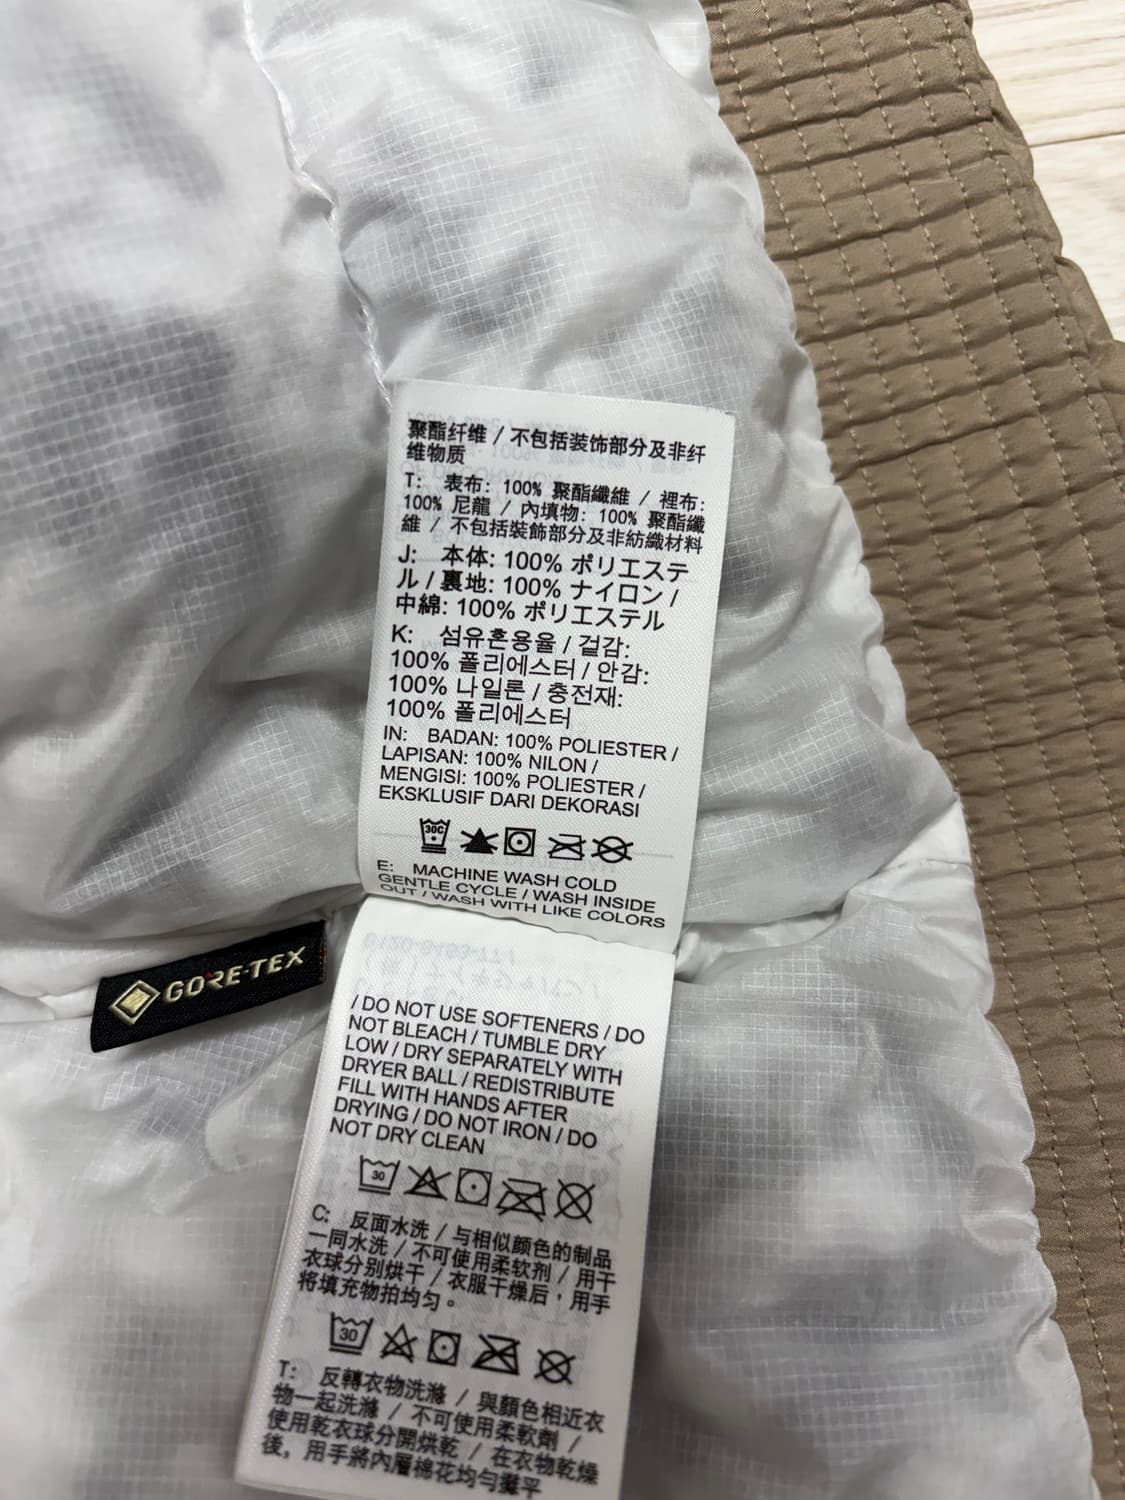 聚酯纤维 / 不包括装饰部分及非纤
维物质
T: 表布: 100% 聚酯纖維 / 裡布:
100% 尼龍 / 內填物: 100% 聚酯纖
維 / 不包括裝飾部分及非紡織材料
J: 本体: 100% ポリエステ
ル / 裏地: 100% ナイロン /
中綿: 100% ポリエステル
K: 섬유혼용율 / 겉감:
100% 폴리에스터 / 안감:
100% 나일론 / 충전재:
100% 폴리에스터
IN: BADAN: 100% POLIESTER /
LAPISAN: 100% NILON /
MENGISI: 100% POLIESTER /
EKSKLUSIF DARI DEKORASI
30C
E: MACHINE WASH COLD
GENTLE CYCLE / WASH INSIDE
OUT / WASH WITH LIKE COLORS
GORE-TEX
/ DO NOT USE SOFTENERS / DO
NOT BLEACH / TUMBLE DRY
LOW / DRY SEPARATELY WITH
DRYER BALL / REDISTRIBUTE
FILL WITH HANDS AFTER
DRYING / DO NOT IRON / DO
NOT DRY CLEAN
30
C: 反面水洗 / 与相似颜色的制品
一同水洗 / 不可使用柔软剂 / 用干
衣球分别烘干 / 衣服干燥后，用手
将填充物拍均匀。
30
T: 反轉衣物洗滌 / 與顏色相近衣
物一起洗滌 / 不可使用柔軟劑 /
使用乾衣球分開烘乾 / 在衣物乾燥
後, 用手將內層棉花均勻攤平